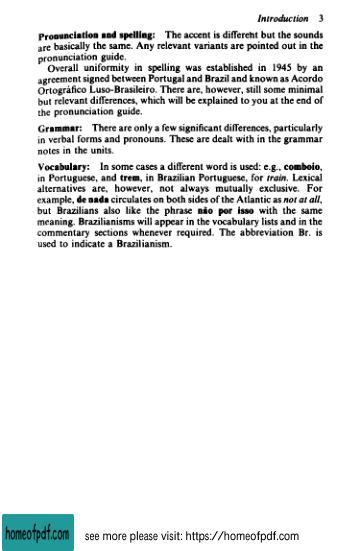 Introduction 3
Pronunciation and spelling: The accent is different but the sounds
are basically the same. Any relevant variants are pointed out in the
pronunciation guide.
Overall uniformity in spelling was established in 1945 by an
agreement signed between Portugal and Brazil and known as Acordo
Ortográfico Luso-Brasileiro. There are, however, still some minimal
but relevant differences, which will be explained to you at the end of
the pronunciation guide.
Grammar: There are only a few significant differences, particularly
in verbal forms and pronouns. These are dealt with in the grammar
notes in the units.
Vocabulary: In some cases a different word is used: e.g., comboio,
in Portuguese, and trem, in Brazilian Portuguese, for train. Lexical
alternatives are, however, not always mutually exclusive. For
example, de nada circulates on both sides of the Atlantic as not at all,
but Brazilians also like the phrase não por isso with the same
meaning. Brazilianisms will appear in the vocabulary lists and in the
commentary sections whenever required. The abbreviation Br. is
used to indicate a Brazilianism.
homeofpdf.com
see more please visit: https://homeofpdf.com